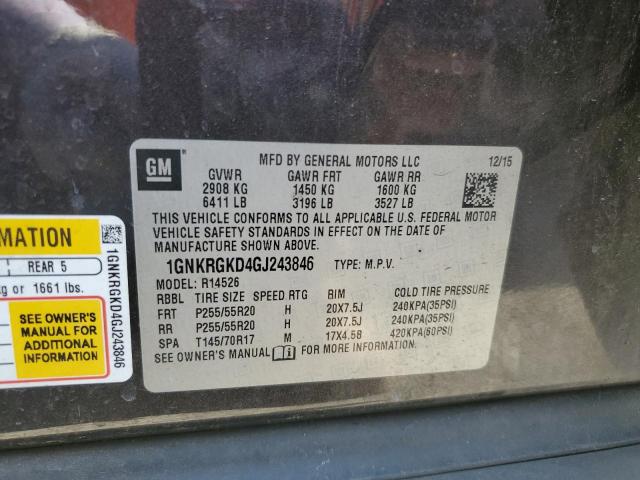 GM
MFD BY GENERAL MOTORS LLC
12/15
GVWR GAWR FRT GAWR RR
2908 KG 1450 KG 1600 KG
6411 LB 3196 LB 3527 LB
THIS VEHICLE CONFORMS TO ALL APPLICABLE U.S. FEDERAL MOTOR
VEHICLE SAFETY STANDARDS IN EFFECT ON THE DATE OF
MANUFACTURE SHOWN ABOVE.
1GNKRGKD4GJ243846 TYPE: M.P.V.
MODEL: R14526
RBBL TIRE SIZE SPEED RTG RIM COLD TIRE PRESSURE
FRT P255/55R20 H 20X7.5J 240KPA(35PSI)
RR P255/55R20 H 20X7.5J 240KPA(35PSI)
SPA T145/70R17 M 17X4.5B 420KPA(60PSI)
SEE OWNER'S MANUAL FOR MORE INFORMATION.
MATION
REAR 5
kg or 1661 lbs.
SEE OWNER'S
MANUAL FOR
ADDITIONAL
INFORMATION
1GNKRGKD4GJ243846